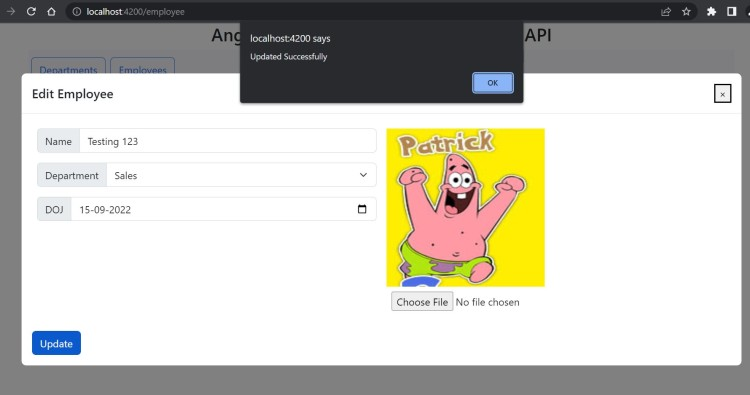 localhost:4200/employee
Ang
API
localhost:4200 says
Updated Successfully
OK
Departments Employees
Edit Employee ×
Name Testing 123
Department Sales
DOJ 15-09-2022
Patrick
Choose File No file chosen
Update